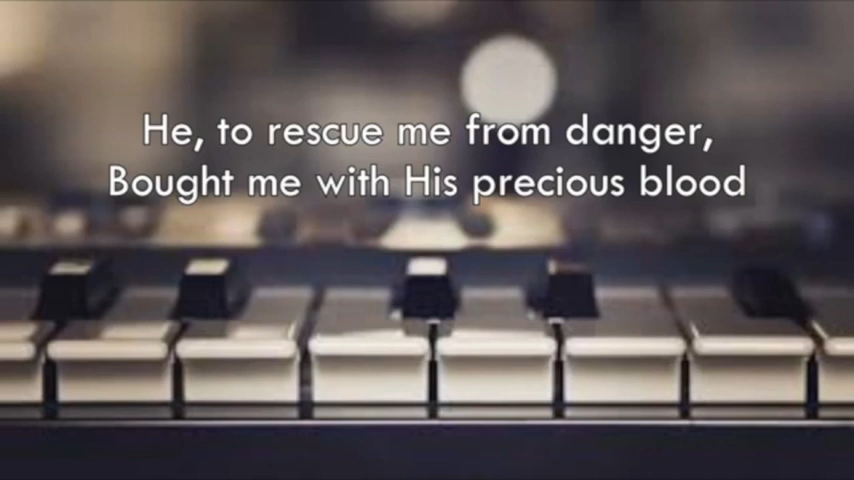 He, to rescue me from danger,
Bought me with His precious blood